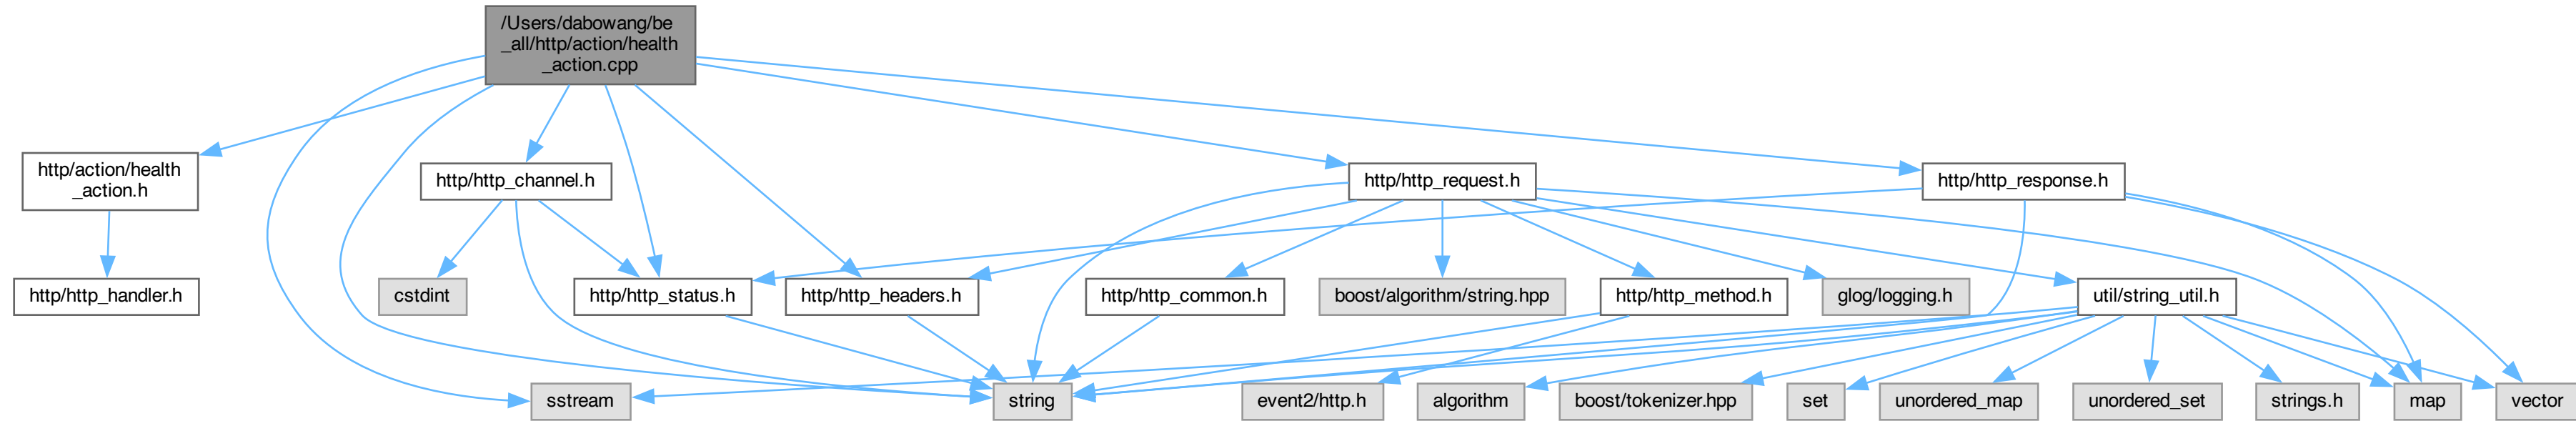 /Users/dabowang/be
_all/http/action/health
_action.cpp
http/action/health
_action.h
http/http_channel.h
http/http_request.h
http/http_response.h
http/http_handler.h
cstdint
http/http_status.h
http/http_headers.h
http/http_common.h
boost/algorithm/string.hpp
http/http_method.h
glog/logging.h
util/string_util.h
sstream
string
event2/http.h
algorithm
boost/tokenizer.hpp
set
unordered_map
unordered_set
strings.h
map
vector